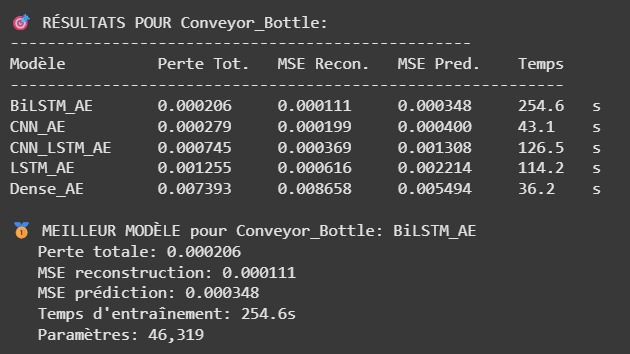 🎯 RÉSULTATS POUR Conveyor_Bottle:
--------------------------------------------------
Modèle Perte Tot. MSE Recon. MSE Pred. Temps
------------------------------------------------------------
BiLSTM_AE 0.000206 0.000111 0.000348 254.6 s
CNN_AE 0.000279 0.000199 0.000400 43.1 s
CNN_LSTM_AE 0.000745 0.000369 0.001308 126.5 s
LSTM_AE 0.001255 0.000616 0.002214 114.2 s
Dense_AE 0.007393 0.008658 0.005494 36.2 s
🏅 MEILLEUR MODÈLE pour Conveyor_Bottle: BiLSTM_AE
Perte totale: 0.000206
MSE reconstruction: 0.000111
MSE prédiction: 0.000348
Temps d'entraînement: 254.6s
Paramètres: 46,319